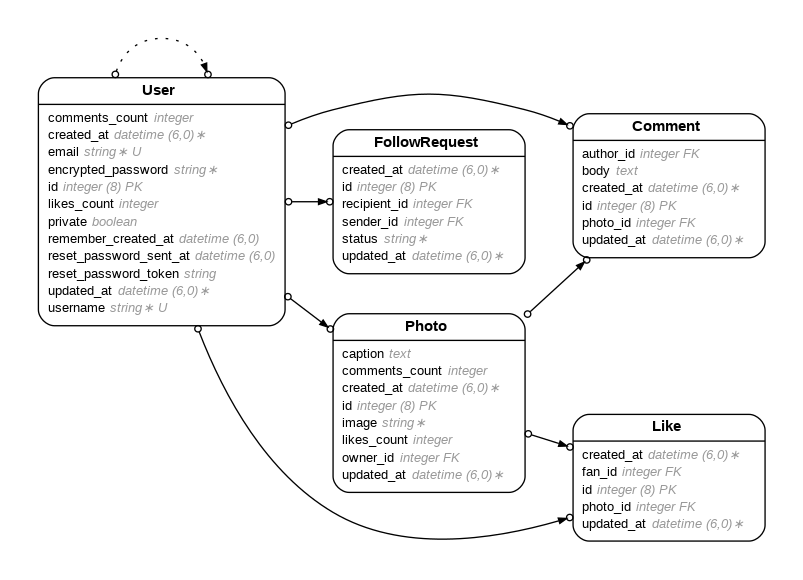 User
comments_count integer
created_at datetime (6,0)∗
email string∗ U
encrypted_password string∗
id integer (8) PK
likes_count integer
private boolean
remember_created_at datetime (6,0)
reset_password_sent_at datetime (6,0)
reset_password_token string
updated_at datetime (6,0)∗
username string∗ U
FollowRequest
created_at datetime (6,0)∗
id integer (8) PK
recipient_id integer FK
sender_id integer FK
status string∗
updated_at datetime (6,0)∗
Photo
caption text
comments_count integer
created_at datetime (6,0)∗
id integer (8) PK
image string∗
likes_count integer
owner_id integer FK
updated_at datetime (6,0)∗
Comment
author_id integer FK
body text
created_at datetime (6,0)∗
id integer (8) PK
photo_id integer FK
updated_at datetime (6,0)∗
Like
created_at datetime (6,0)∗
fan_id integer FK
id integer (8) PK
photo_id integer FK
updated_at datetime (6,0)∗